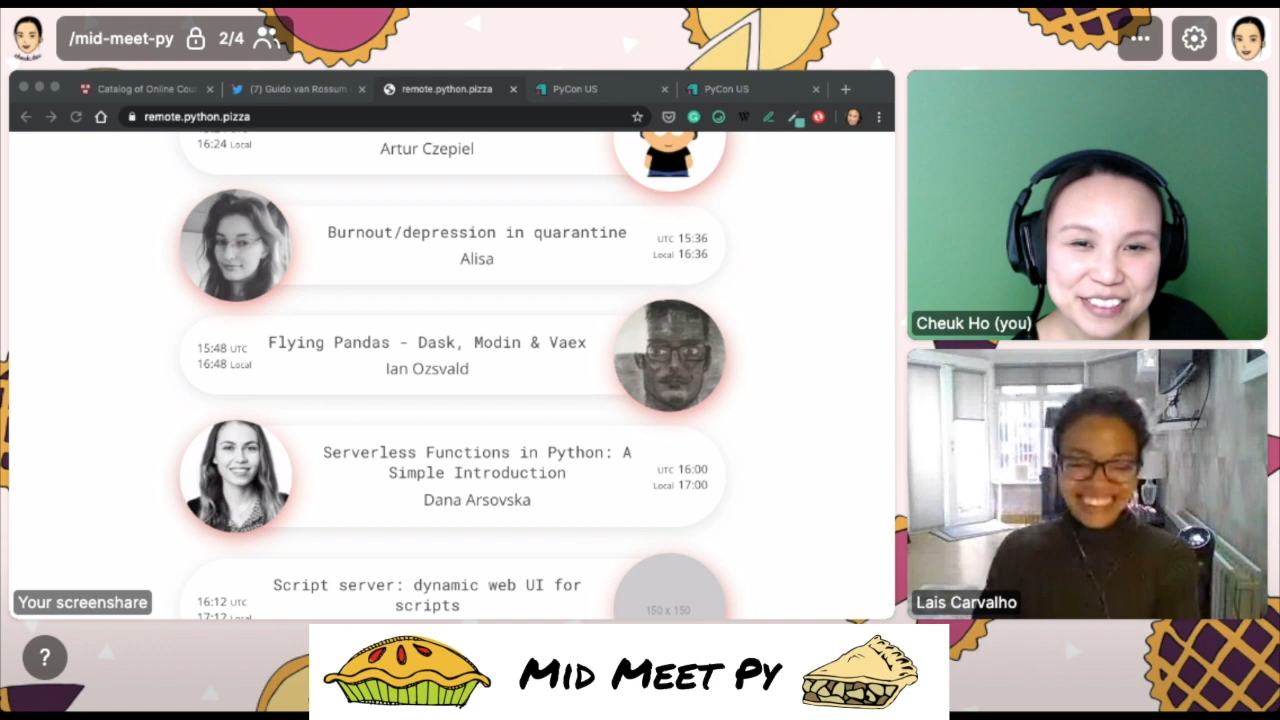 /mid-meet-py
2/4
Catalog of Online Cou
(7) Guido van Rossum
remote.python.pizza
PyCon US
PyCon US
remote.python.pizza
16:24 Local
Artur Czepiel
Burnout/depression in quarantine
Alisa
UTC 15:36
Local 16:36
15:48 UTC
16:48 Local
Flying Pandas - Dask, Modin & Vaex
Ian Ozsvald
Serverless Functions in Python: A
Simple Introduction
Dana Arsovska
UTC 16:00
Local 17:00
Script server: dynamic web UI for
scripts
16:12 UTC
17:12 Local
150 x 150
Your screenshare
Cheuk Ho (you)
Lais Carvalho
?
Mid Meet Py